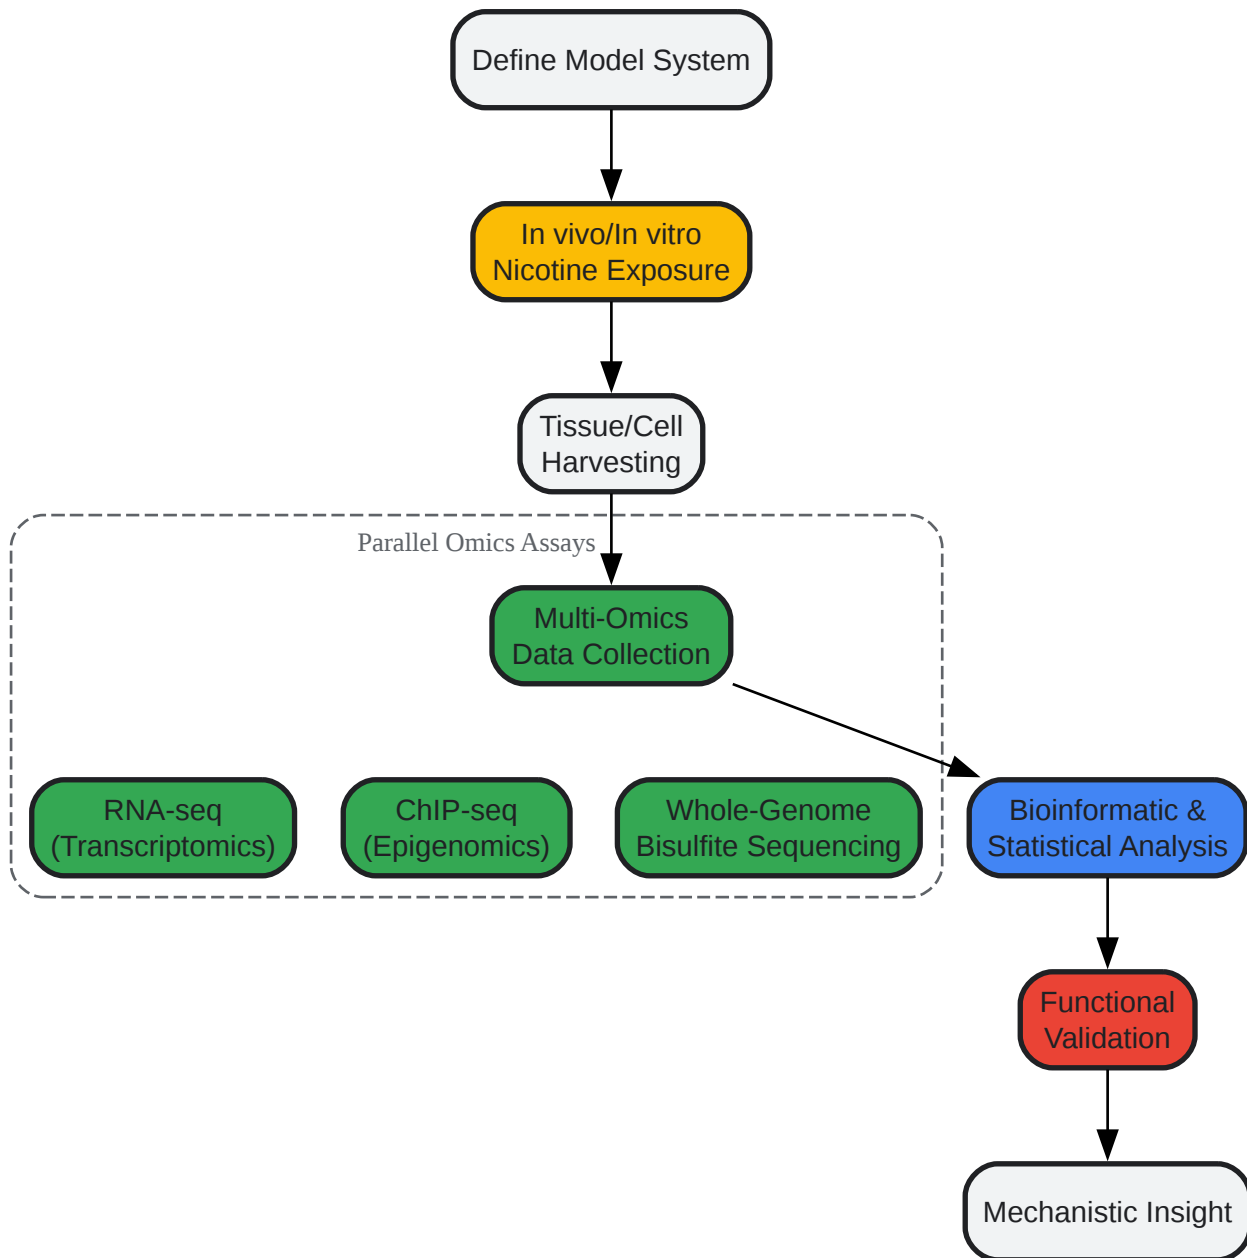 Define Model System
In vivo/In vitro
Nicotine Exposure
Tissue/Cell
Harvesting
Parallel Omics Assays
Multi-Omics
Data Collection
RNA-seq
(Transcriptomics)
ChIP-seq
(Epigenomics)
Whole-Genome
Bisulfite Sequencing
Bioinformatic &
Statistical Analysis
Functional
Validation
Mechanistic Insight